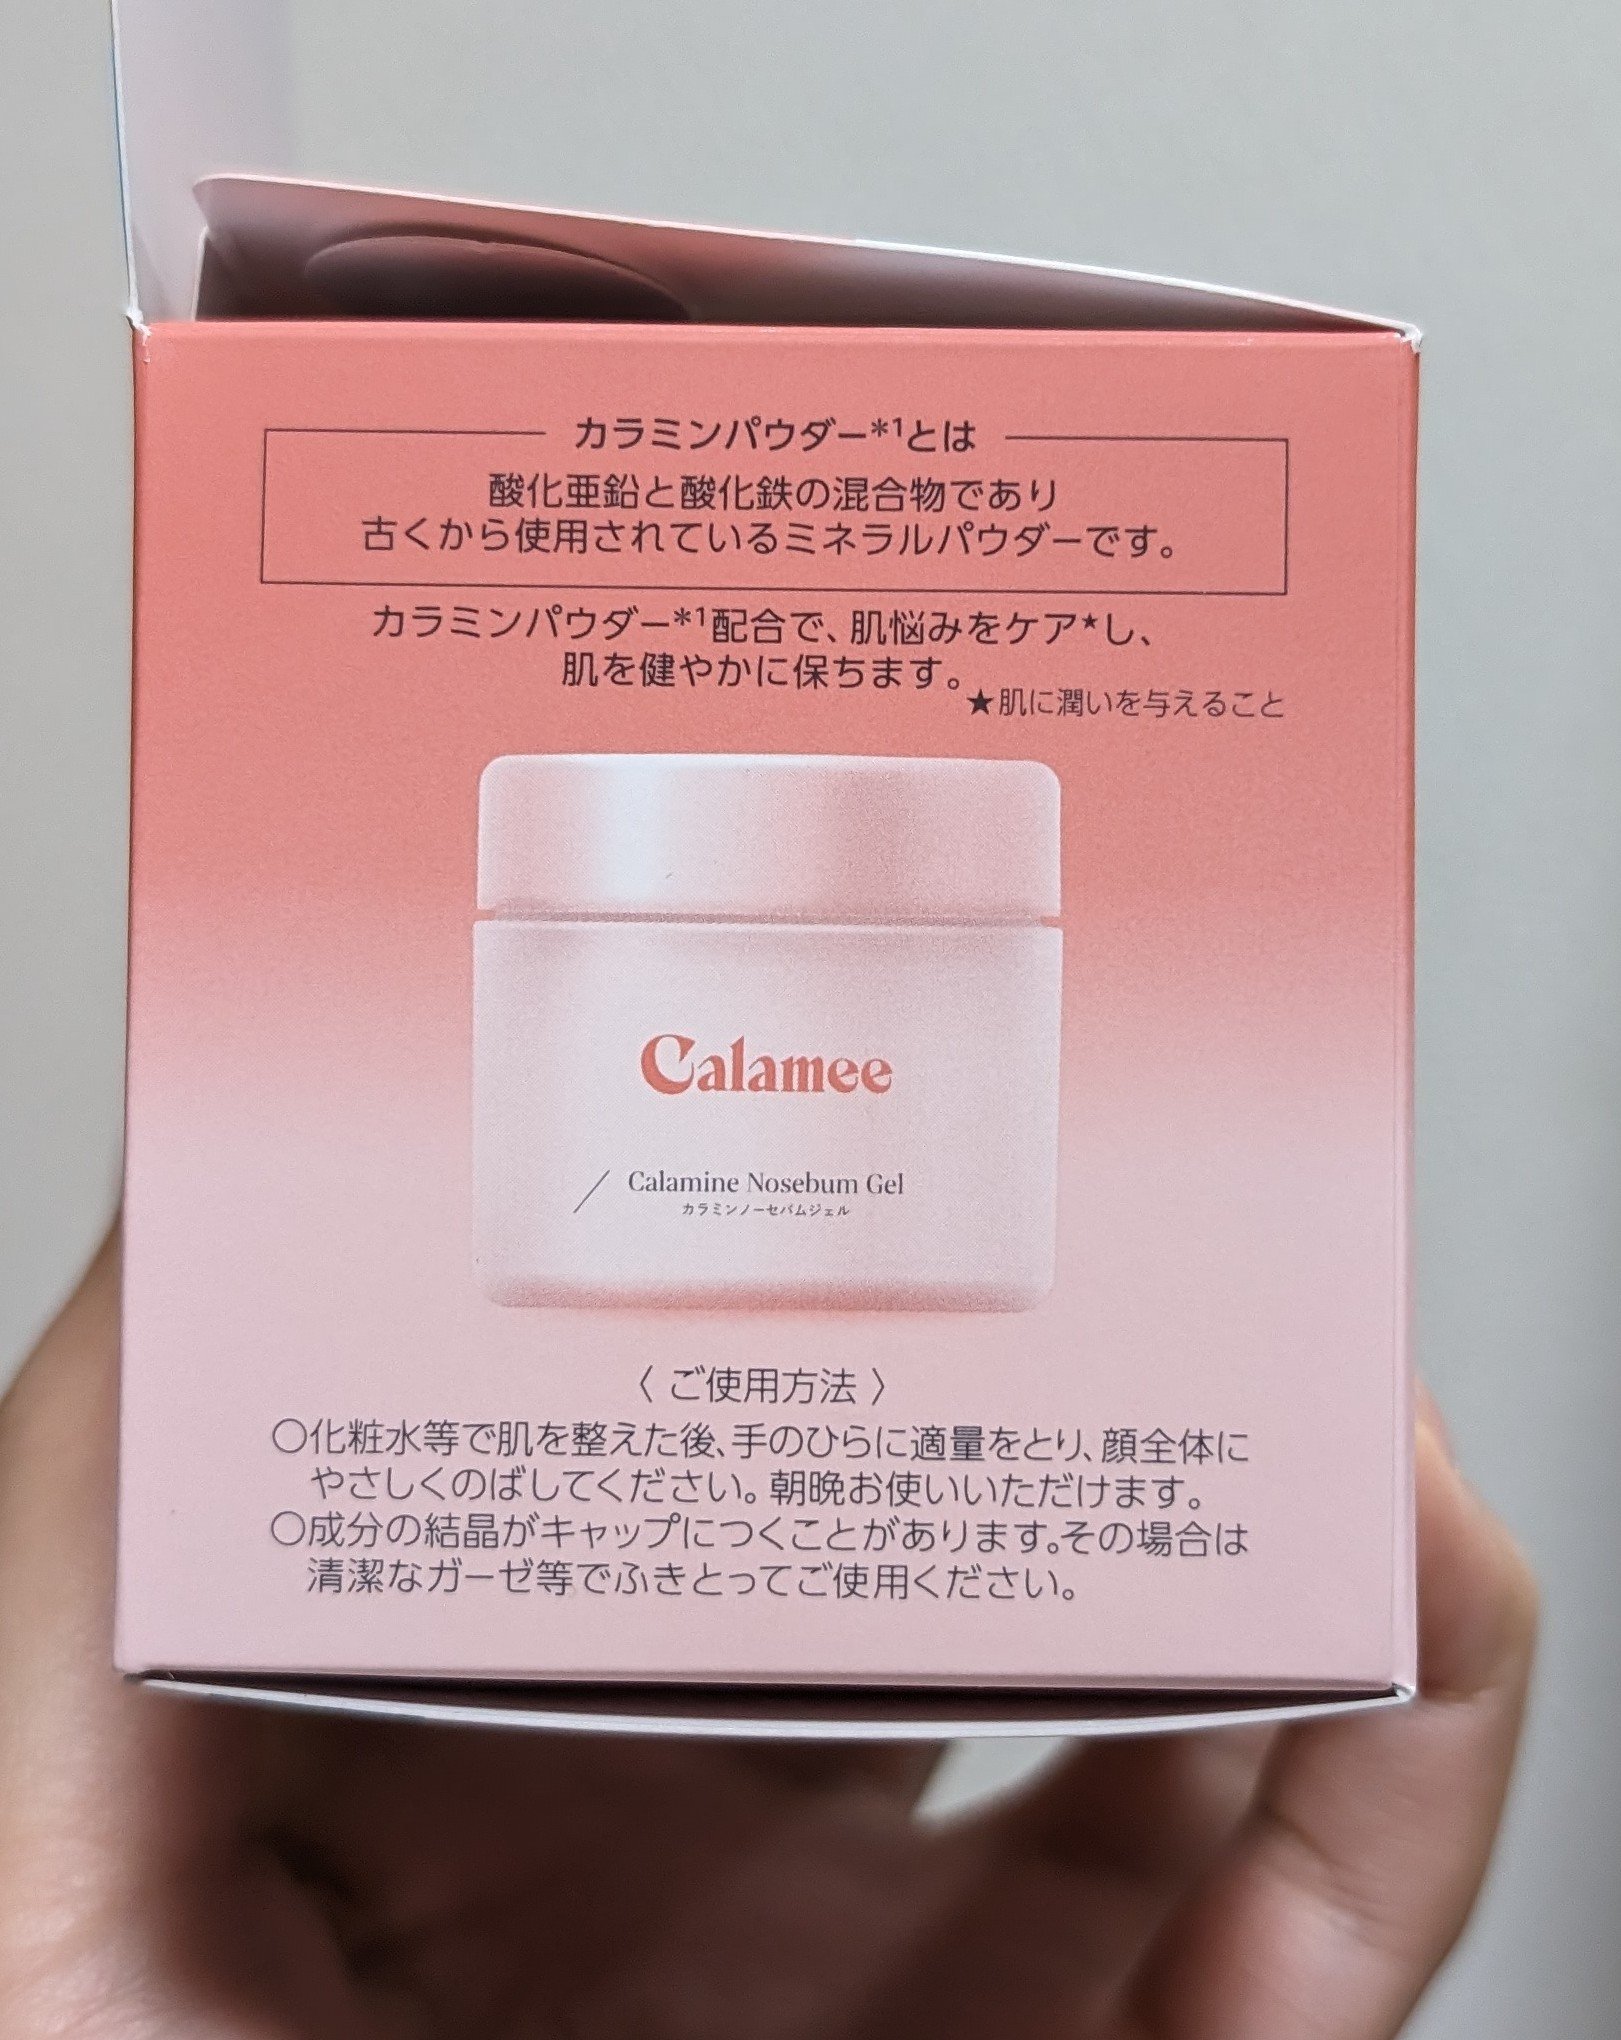 カラミンパウダー*1とは
酸化亜鉛と酸化鉄の混合物であり
古くから使用されているミネラルパウダーです。
カラミンパウダー*1配合で、肌悩みをケア★し、
肌を健やかに保ちます。
★肌に潤いを与えること
Calamee
Calamine Nosebum Gel
カラミンノーセバムジェル
〈 ご使用方法 〉
○化粧水等で肌を整えた後、手のひらに適量をとり、顔全体に
やさしくのばしてください。朝晩お使いいただけます。
○成分の結晶がキャップにつくことがあります。その場合は
清潔なガーゼ等でふきとってご使用ください。